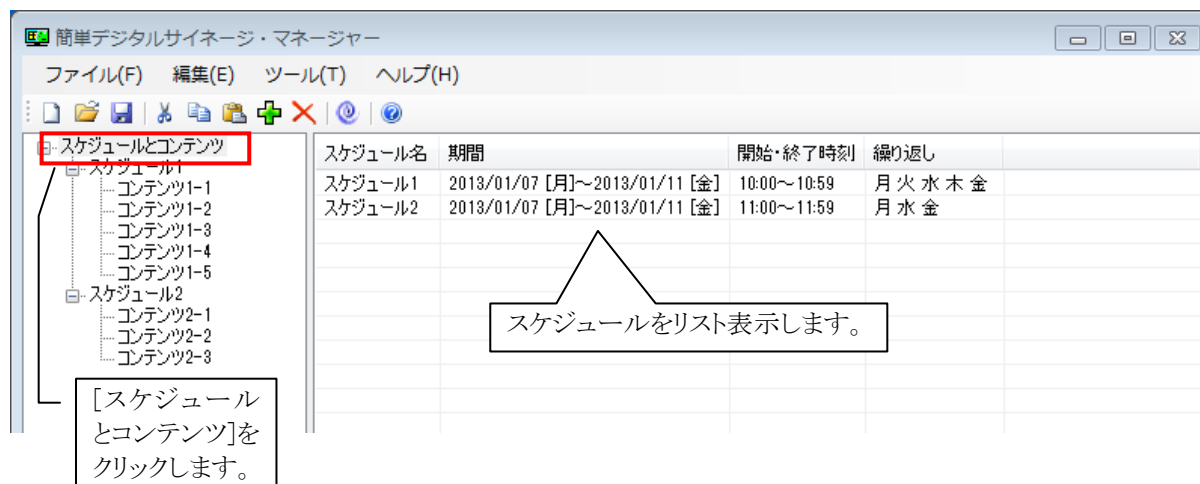 簡単デジタルサイネージ・マネージャー
ファイル(F) 編集(E) ツール(T) ヘルプ(H)
スケジュールとコンテンツ
スケジュール1
コンテンツ1-1
コンテンツ1-2
コンテンツ1-3
コンテンツ1-4
コンテンツ1-5
スケジュール2
コンテンツ2-1
コンテンツ2-2
コンテンツ2-3
スケジュール名 期間 開始・終了時刻 繰り返し
スケジュール1 2013/01/07 [月]～2013/01/11 [金] 10:00～10:59 月 火 水 木 金
スケジュール2 2013/01/07 [月]～2013/01/11 [金] 11:00～11:59 月 水 金
スケジュールをリスト表示します。
[スケジュール
とコンテンツ]を
クリックします。